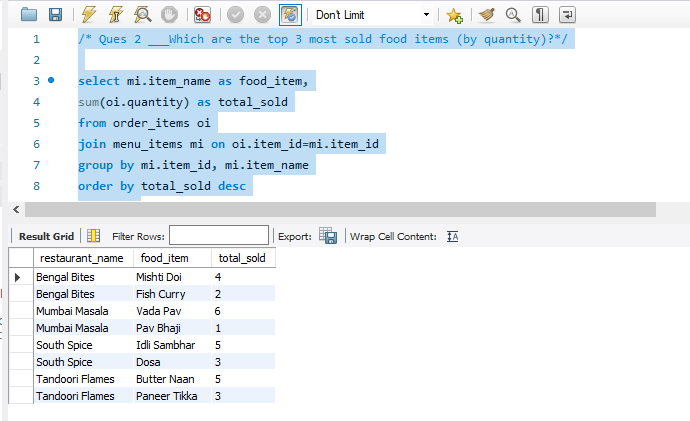 Don't Limit
1 /* Ques 2 ___Which are the top 3 most sold food items (by quantity)?*/
2
3 select mi.item_name as food_item,
4 sum(oi.quantity) as total_sold
5 from order_items oi
6 join menu_items mi on oi.item_id=mi.item_id
7 group by mi.item_id, mi.item_name
8 order by total_sold desc
Result Grid Filter Rows: Export: Wrap Cell Content:
restaurant_name food_item total_sold
Bengal Bites Mishti Doi 4
Bengal Bites Fish Curry 2
Mumbai Masala Vada Pav 6
Mumbai Masala Pav Bhaji 1
South Spice Idli Sambhar 5
South Spice Dosa 3
Tandoori Flames Butter Naan 5
Tandoori Flames Paneer Tikka 3